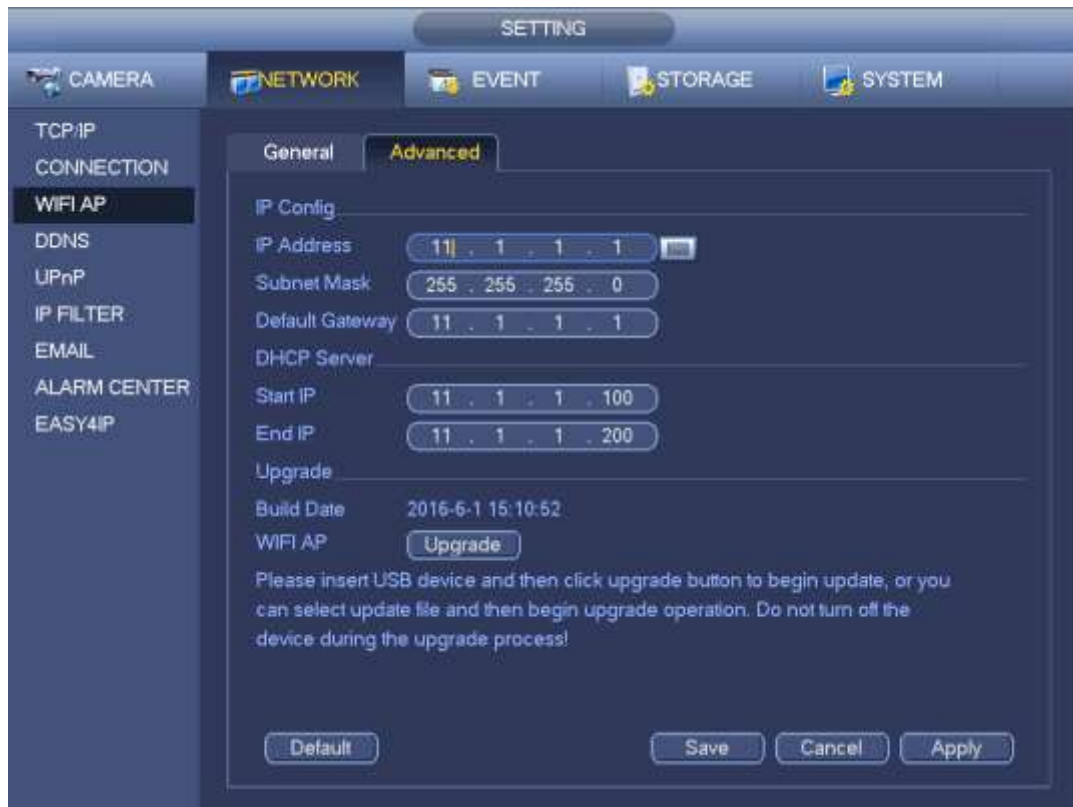 SETTING
CAMERA NETWORK EVENT STORAGE SYSTEM
TCP/IP
CONNECTION
WIFI AP
DDNS
UPnP
IP FILTER
EMAIL
ALARM CENTER
EASY4IP
General Advanced
IP Config
IP Address 11 . 1 . 1 . 1
Subnet Mask 255 . 255 . 255 . 0
Default Gateway 11 . 1 . 1 . 1
DHCP Server
Start IP 11 . 1 . 1 . 100
End IP 11 . 1 . 1 . 200
Upgrade
Build Date 2016-6-1 15:10:52
WIFI AP Upgrade
Please insert USB device and then click upgrade button to begin update, or you
can select update file and then begin upgrade operation. Do not turn off the
device during the upgrade process!
Default Save Cancel Apply